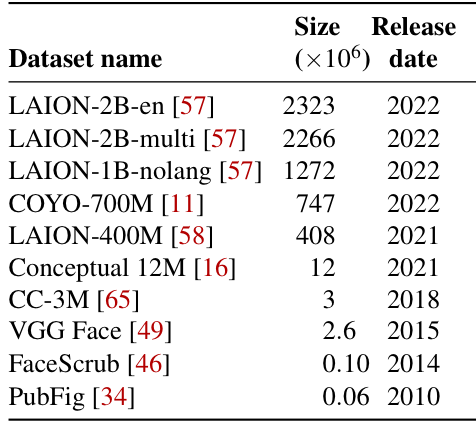 Size Release
Dataset name (×10⁶) date
LAION-2B-en [57] 2323 2022
LAION-2B-multi [57] 2266 2022
LAION-1B-nolang [57] 1272 2022
COYO-700M [11] 747 2022
LAION-400M [58] 408 2021
Conceptual 12M [16] 12 2021
CC-3M [65] 3 2018
VGG Face [49] 2.6 2015
FaceScrub [46] 0.10 2014
PubFig [34] 0.06 2010